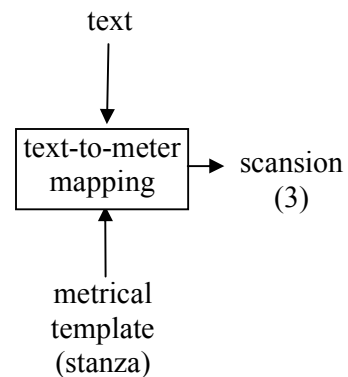 text
text-to-meter
mapping
scansion
(3)
metrical
template
(stanza)